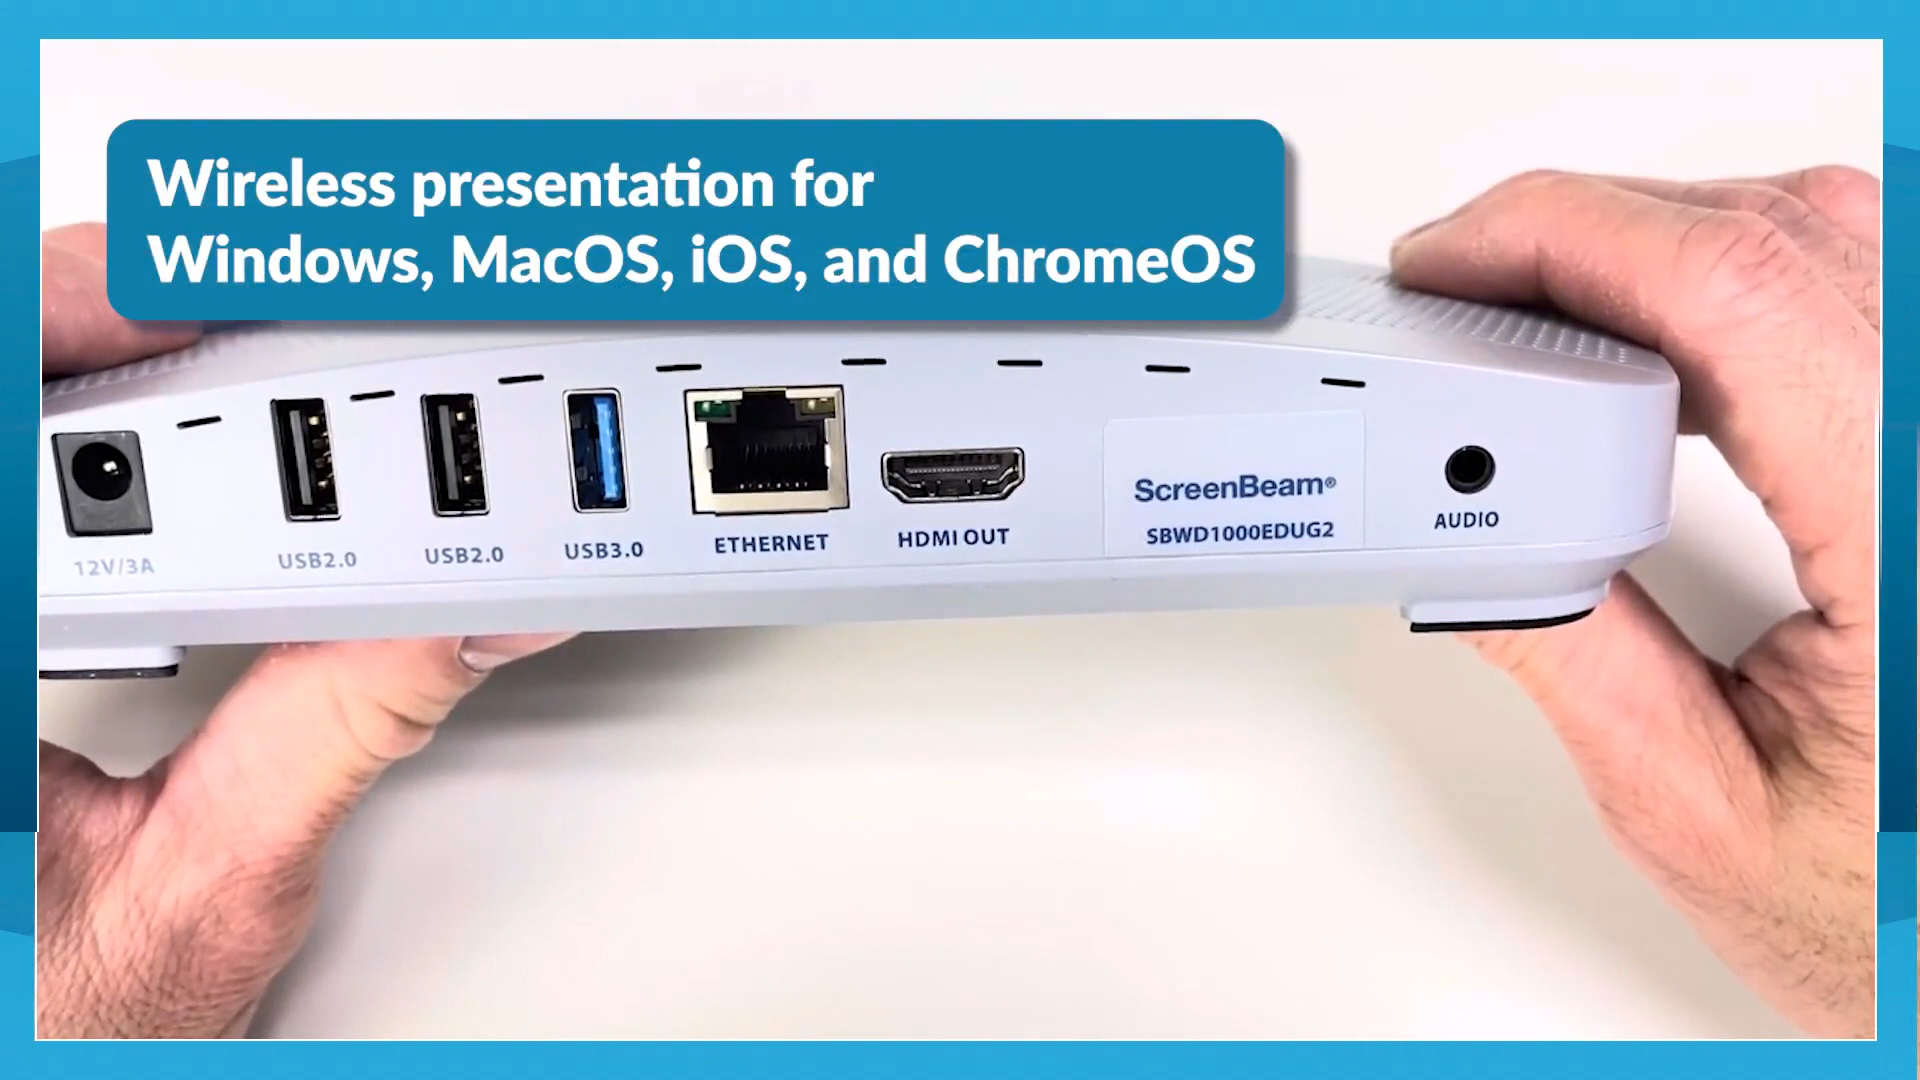 Wireless presentation for
Windows, MacOS, iOS, and ChromeOS
12V/3A
USB2.0
USB2.0
USB3.0
ETHERNET
HDMI OUT
ScreenBeam®
SBWD1000EDUG2
AUDIO